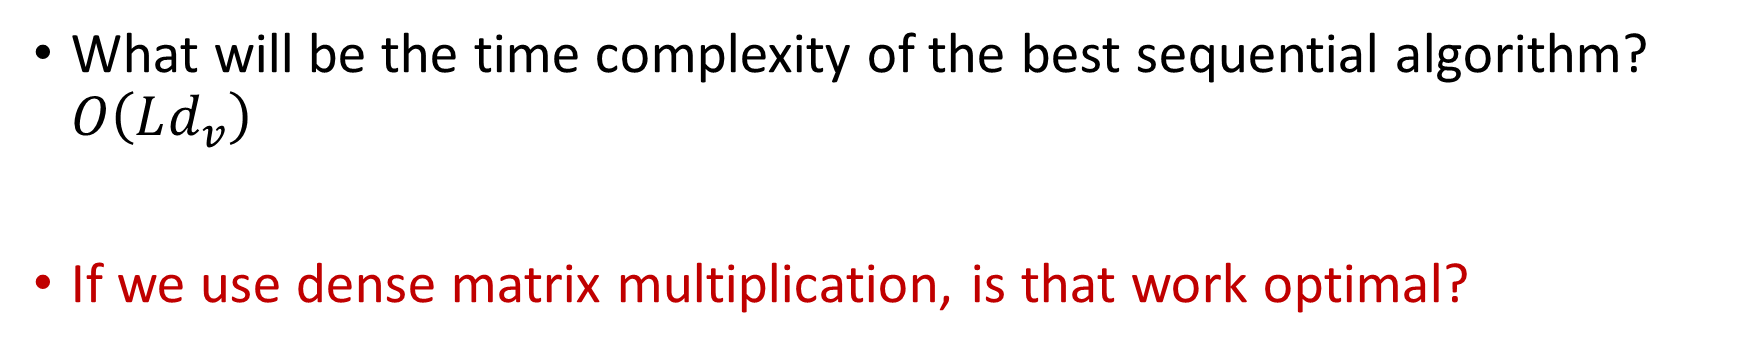 • What will be the time complexity of the best sequential algorithm?
O(Ldᵥ)
• If we use dense matrix multiplication, is that work optimal?